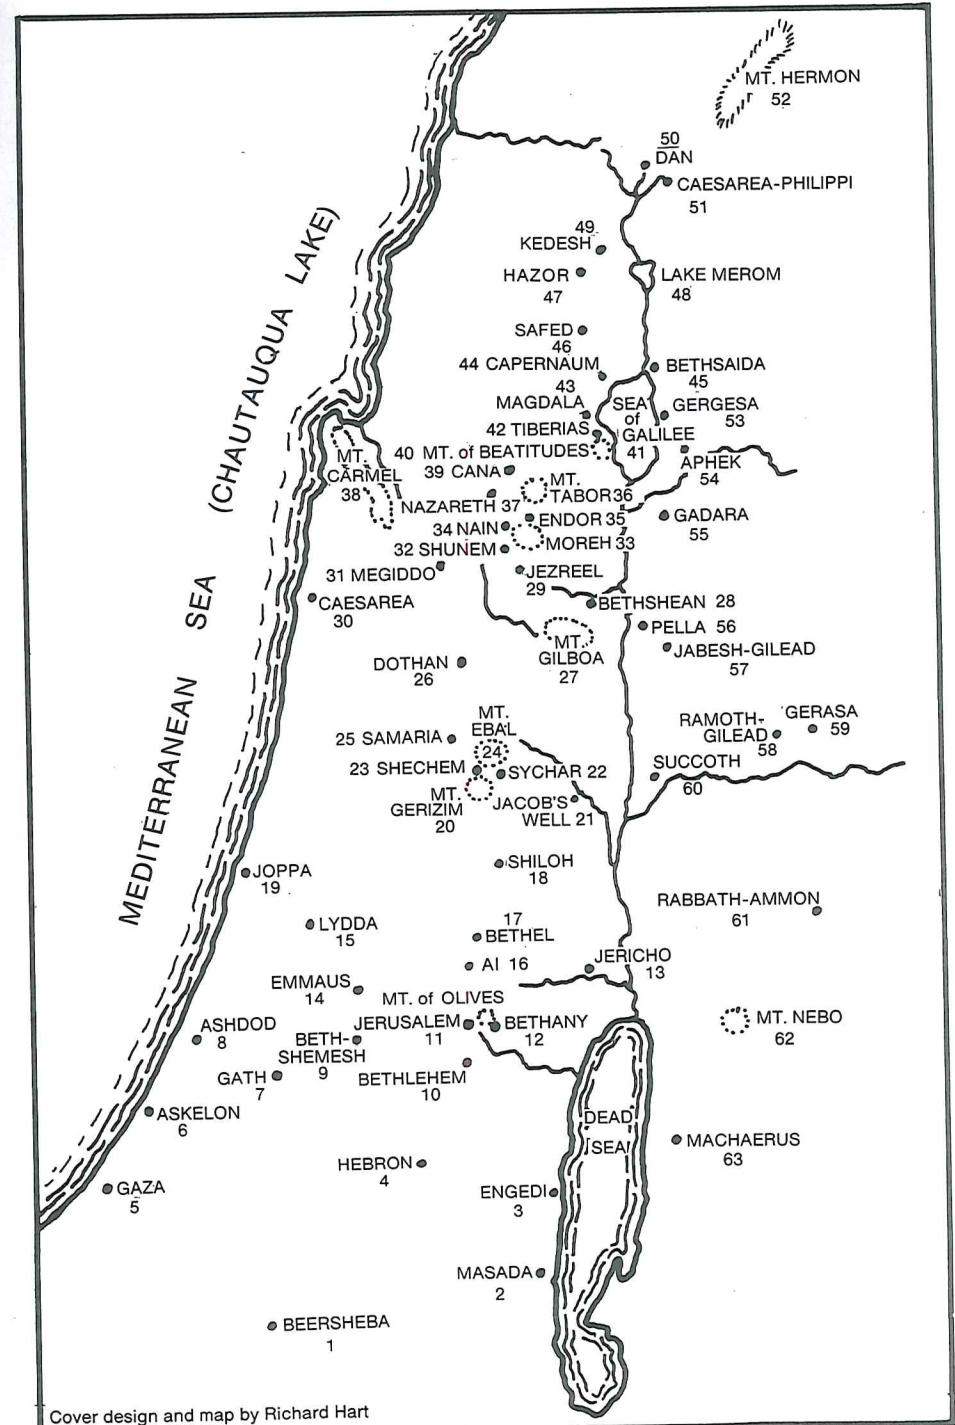 MT. HERMON
52
50
DAN
CAESAREA-PHILIPPI
51
49
KEDESH
HAZOR
47
LAKE MEROM
48
SAFED
46
44 CAPERNAUM
43
MAGDALA
BETHSAIDA
45
SEA
of
GALILEE
41
GERGESA
53
42 TIBERIAS
40 MT. of BEATITUDES
39 CANA
APHEK
54
MT.
CARMEL
38
MT.
TABOR 36
NAZARETH 37
ENDOR 35
34 NAIN
MOREH 33
32 SHUNEM
GADARA
55
31 MEGIDDO
JEZREEL
29
CAESAREA
30
BETHSHEAN 28
PELLA 56
JABESH-GILEAD
57
MT.
GILBOA
27
DOTHAN
26
MT.
EBAL
24
25 SAMARIA
23 SHECHEM
SYCHAR 22
MT.
GERIZIM
20
JACOB'S
WELL 21
RAMOTH-
GILEAD
58
GERASA
59
SUCCOTH
60
MEDITERRANEAN SEA (CHAUTAUQUA LAKE)
JOPPA
19
SHILOH
18
LYDDA
15
17
BETHEL
AI 16
RABBATH-AMMON
61
JERICHO
13
EMMAUS
14
MT. of OLIVES
JERUSALEM
11
BETHANY
12
MT. NEBO
62
ASHDOD
8
BETH-
SHEMESH
9
GATH
7
BETHLEHEM
10
ASKELON
6
DEAD
SEA
MACHAERUS
63
HEBRON
4
GAZA
5
ENGEDI
3
MASADA
2
BEERSHEBA
1
Cover design and map by Richard Hart